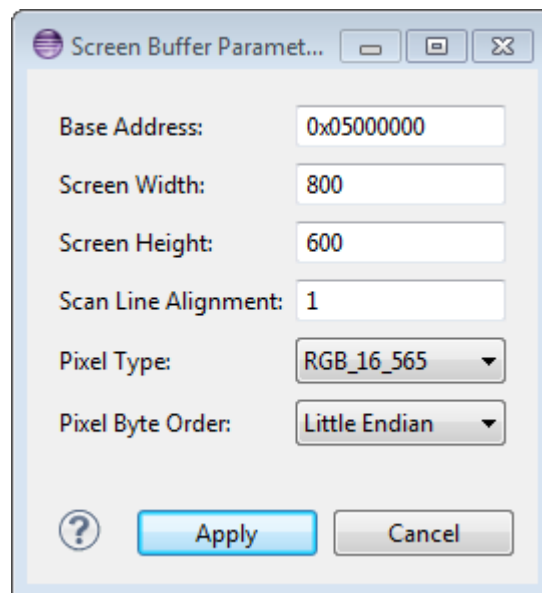 Screen Buffer Paramet...
Base Address: 0x05000000
Screen Width: 800
Screen Height: 600
Scan Line Alignment: 1
Pixel Type: RGB_16_565
Pixel Byte Order: Little Endian
? Apply Cancel